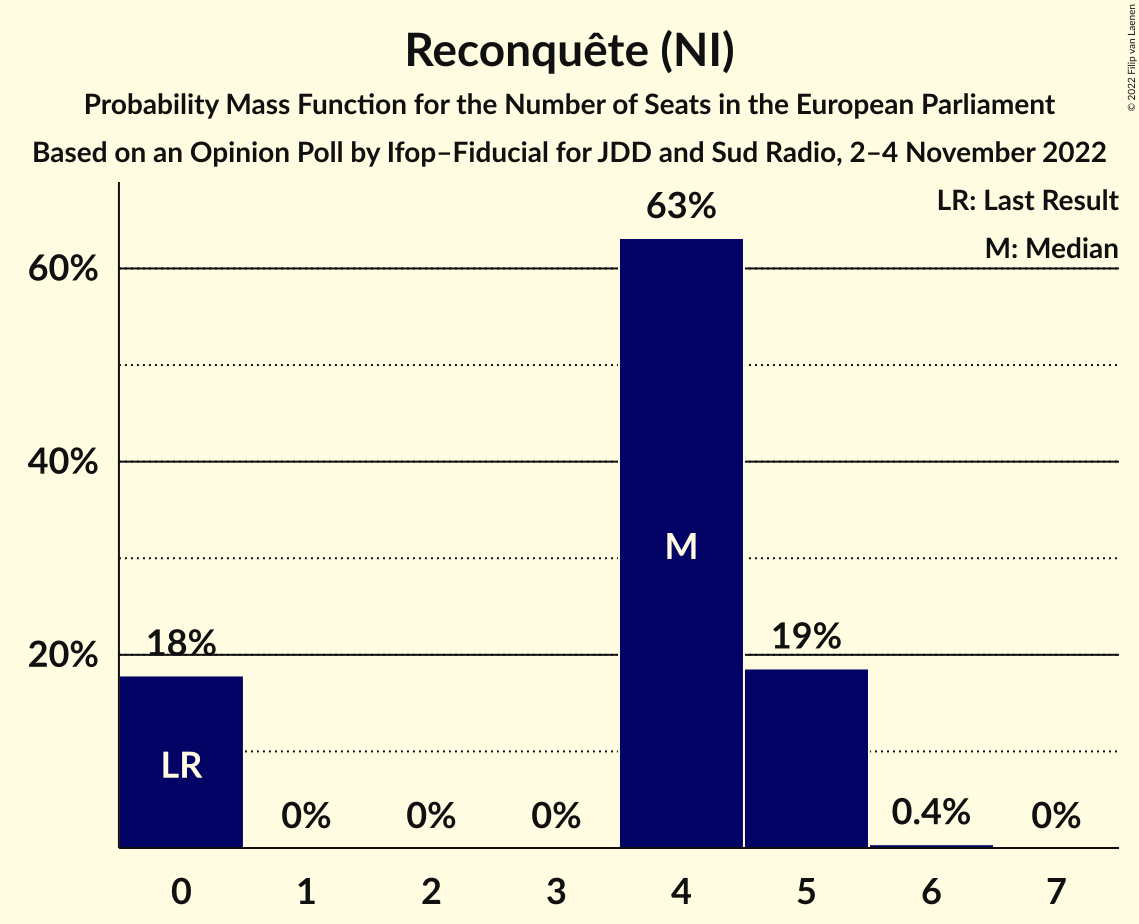 Reconquête (NI)
Probability Mass Function for the Number of Seats in the European Parliament
Based on an Opinion Poll by Ifop–Fiducial for JDD and Sud Radio, 2–4 November 2022
© 2022 Filip van Laenen
LR: Last Result
M: Median
60%
40%
20%
18%
0%
0%
0%
63%
19%
0.4%
0%
LR
M
0 1 2 3 4 5 6 7